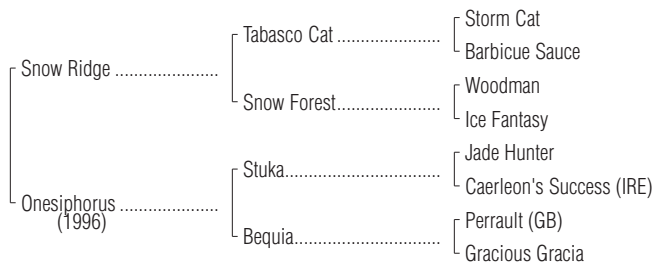 Storm Cat
Tabasco Cat ....................
Barbicue Sauce
Snow Ridge ....................
Woodman
Snow Forest....................
Ice Fantasy
Jade Hunter
Stuka..............................
Caerleon's Success (IRE)
Onesiphorus ...................
(1996)
Perrault (GB)
Bequia............................
Gracious Gracia